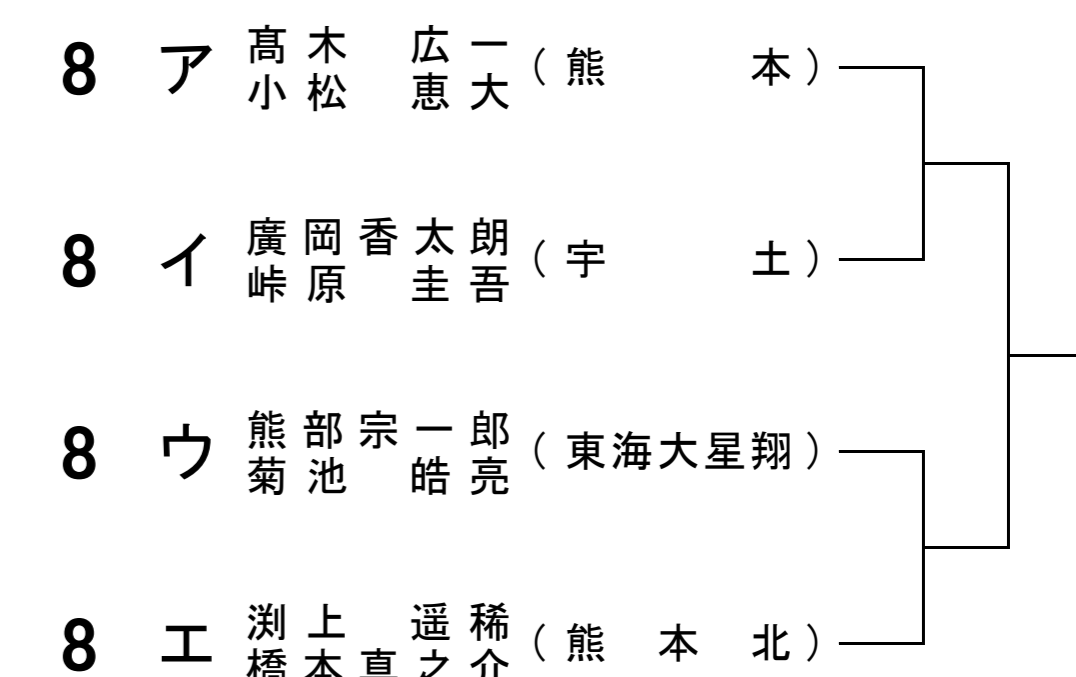 8 ア 髙木 広一 (熊本)
小松 恵大
8 イ 廣岡香太朗 (宇土)
峠原 圭吾
8 ウ 熊部宗一郎 (東海大星翔)
菊池 皓亮
8 エ 渕上 遥稀 (熊本北)
橋本真之介